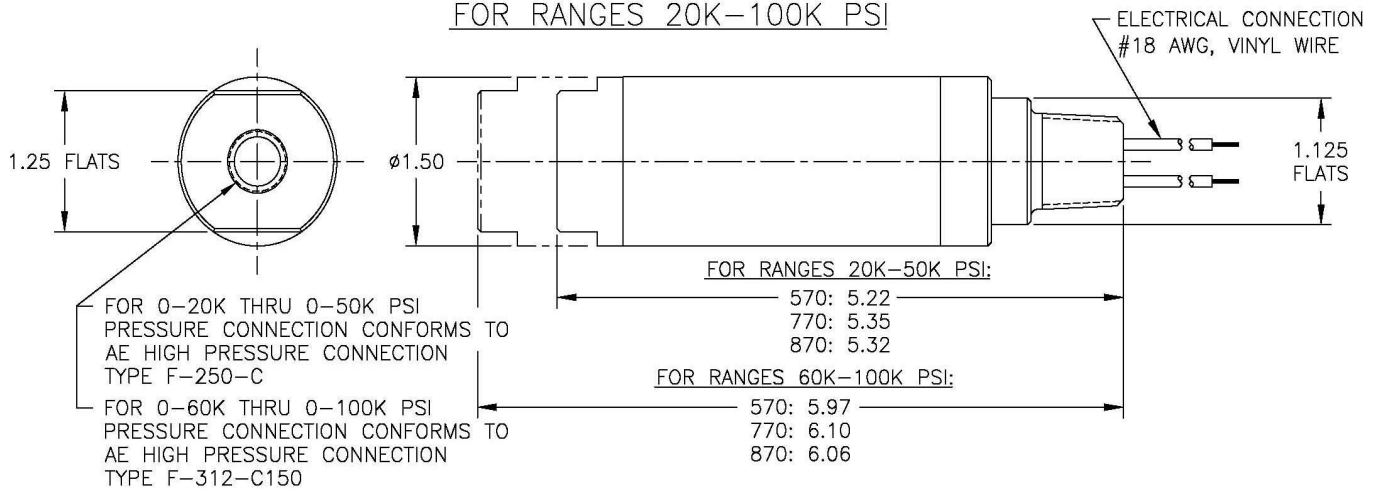 FOR RANGES 20K-100K PSI
ELECTRICAL CONNECTION
#18 AWG, VINYL WIRE
1.25 FLATS
ø1.50
1.125
FLATS
FOR RANGES 20K-50K PSI:
570: 5.22
770: 5.35
870: 5.32
FOR RANGES 60K-100K PSI:
570: 5.97
770: 6.10
870: 6.06
FOR 0-20K THRU 0-50K PSI
PRESSURE CONNECTION CONFORMS TO
AE HIGH PRESSURE CONNECTION
TYPE F-250-C
FOR 0-60K THRU 0-100K PSI
PRESSURE CONNECTION CONFORMS TO
AE HIGH PRESSURE CONNECTION
TYPE F-312-C150